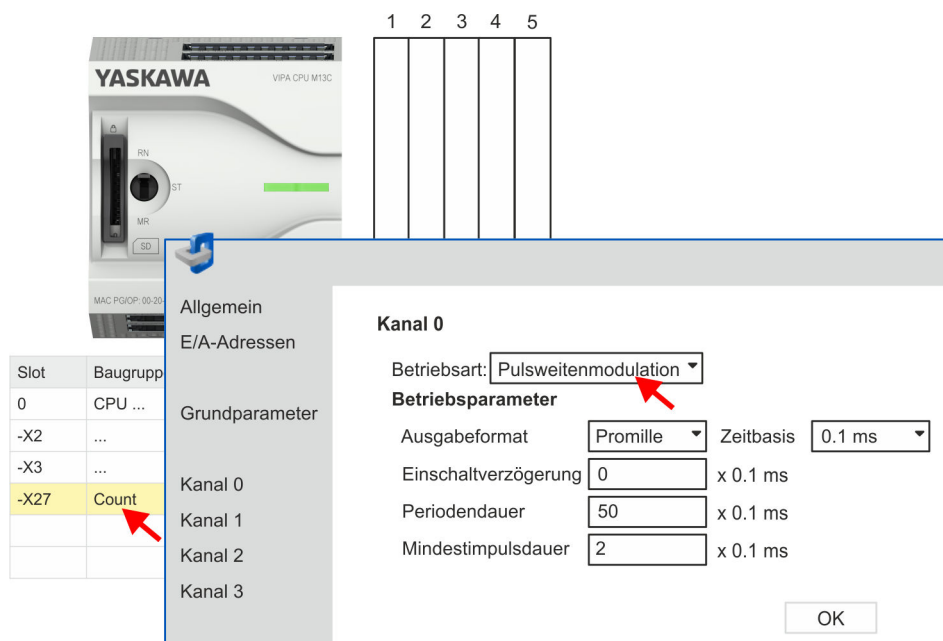 1 2 3 4 5
YASKAWA VIPA CPU M13C
RN
ST
MR
SD
MAC PG/OP: 00-20-
Slot Baugrupp
0 CPU ...
-X2 ...
-X3 ...
-X27 Count
Allgemein
E/A-Adressen
Grundparameter
Kanal 0
Kanal 1
Kanal 2
Kanal 3
Kanal 0
Betriebsart: Pulsweitenmodulation
Betriebsparameter
Ausgabeformat Promille Zeitbasis 0.1 ms
Einschaltverzögerung 0 x 0.1 ms
Periodendauer 50 x 0.1 ms
Mindestimpulsdauer 2 x 0.1 ms
OK